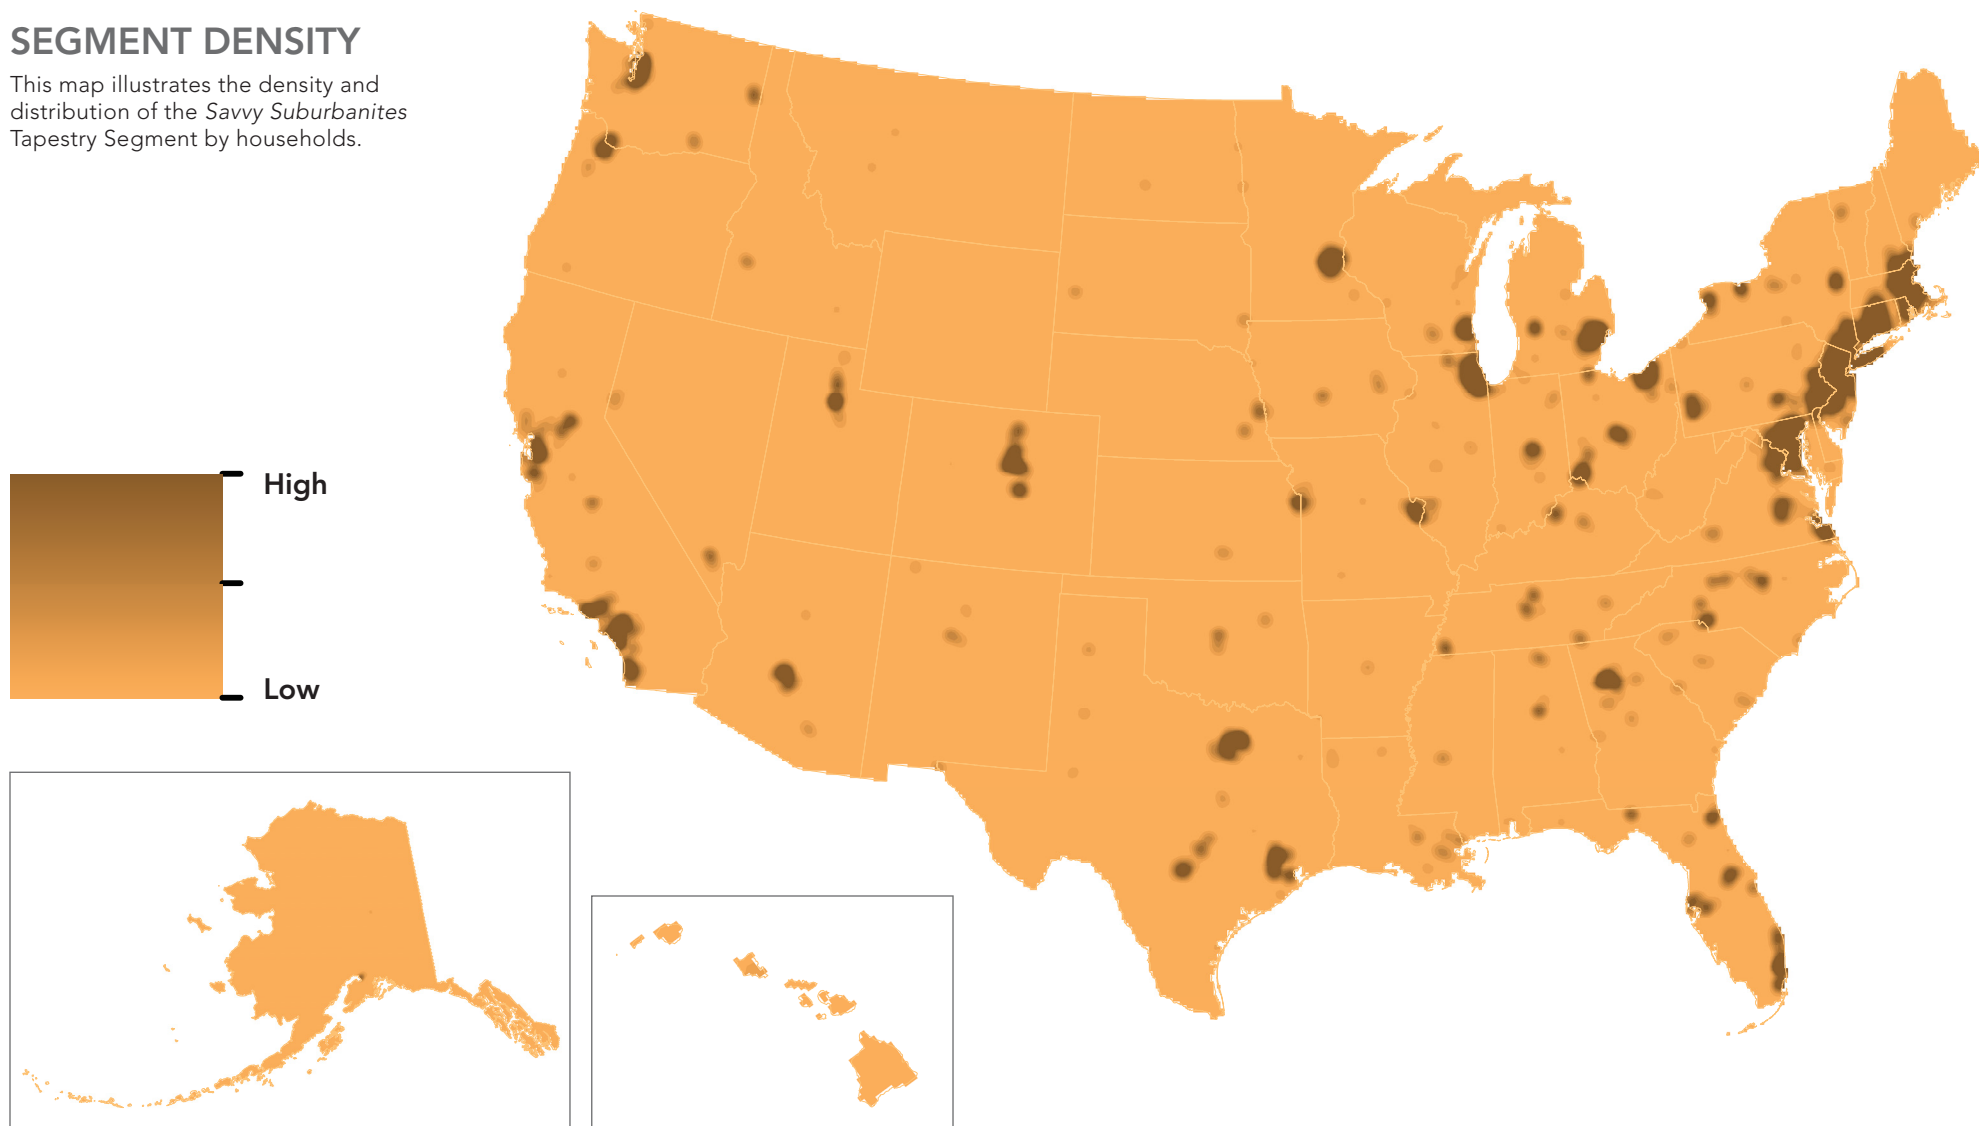 SEGMENT DENSITY
This map illustrates the density and
distribution of the Savvy Suburbanites
Tapestry Segment by households.
High
Low